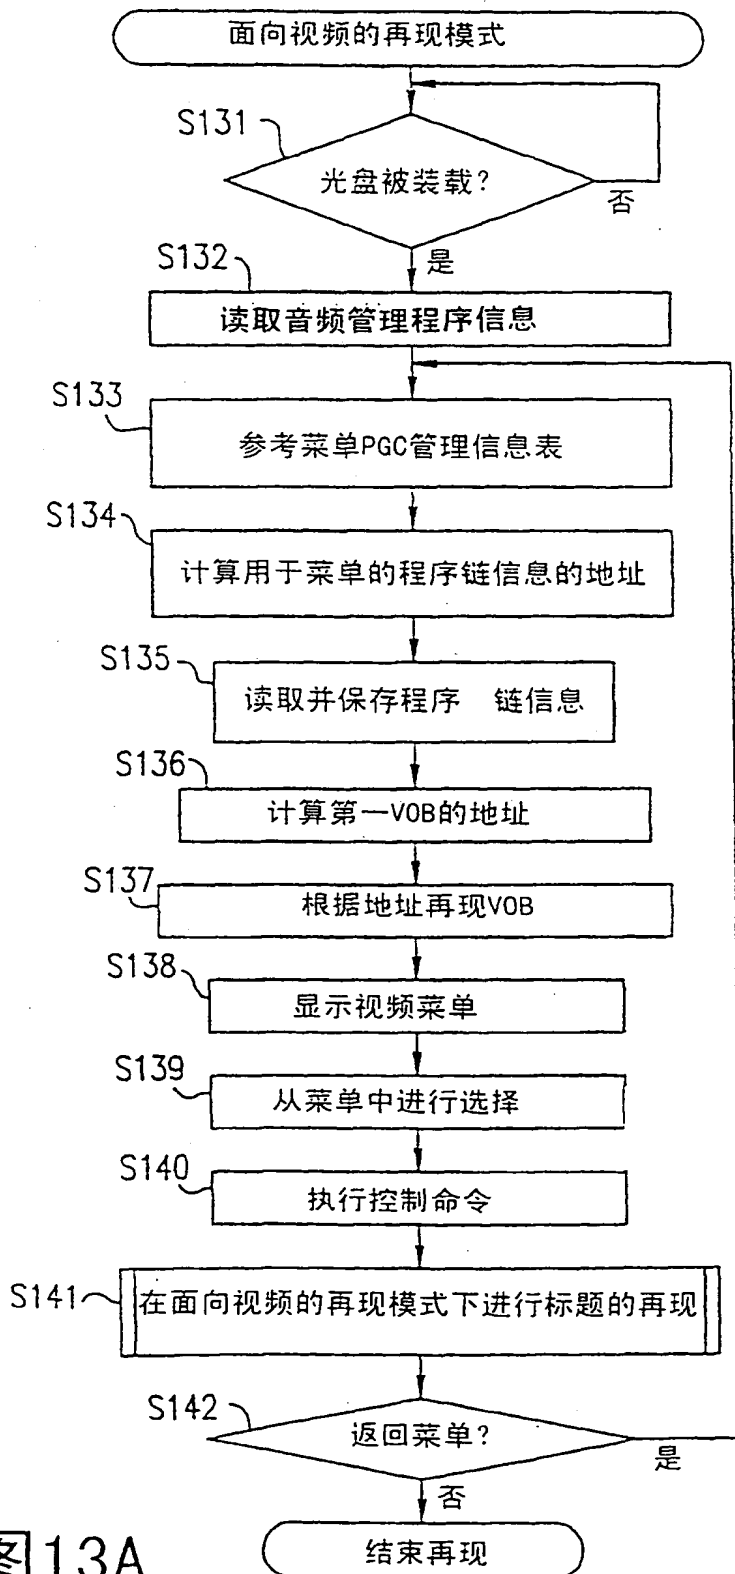 面向视频的再现模式
S131
光盘被装载?
否
是
S132
读取音频管理程序信息
S133
参考菜单PGC管理信息表
S134
计算用于菜单的程序链信息的地址
S135
读取并保存程序 链信息
S136
计算第一VOB的地址
S137
根据地址再现VOB
S138
显示视频菜单
S139
从菜单中进行选择
S140
执行控制命令
S141
在面向视频的再现模式下进行标题的再现
S142
返回菜单?
是
否
结束再现
图13A